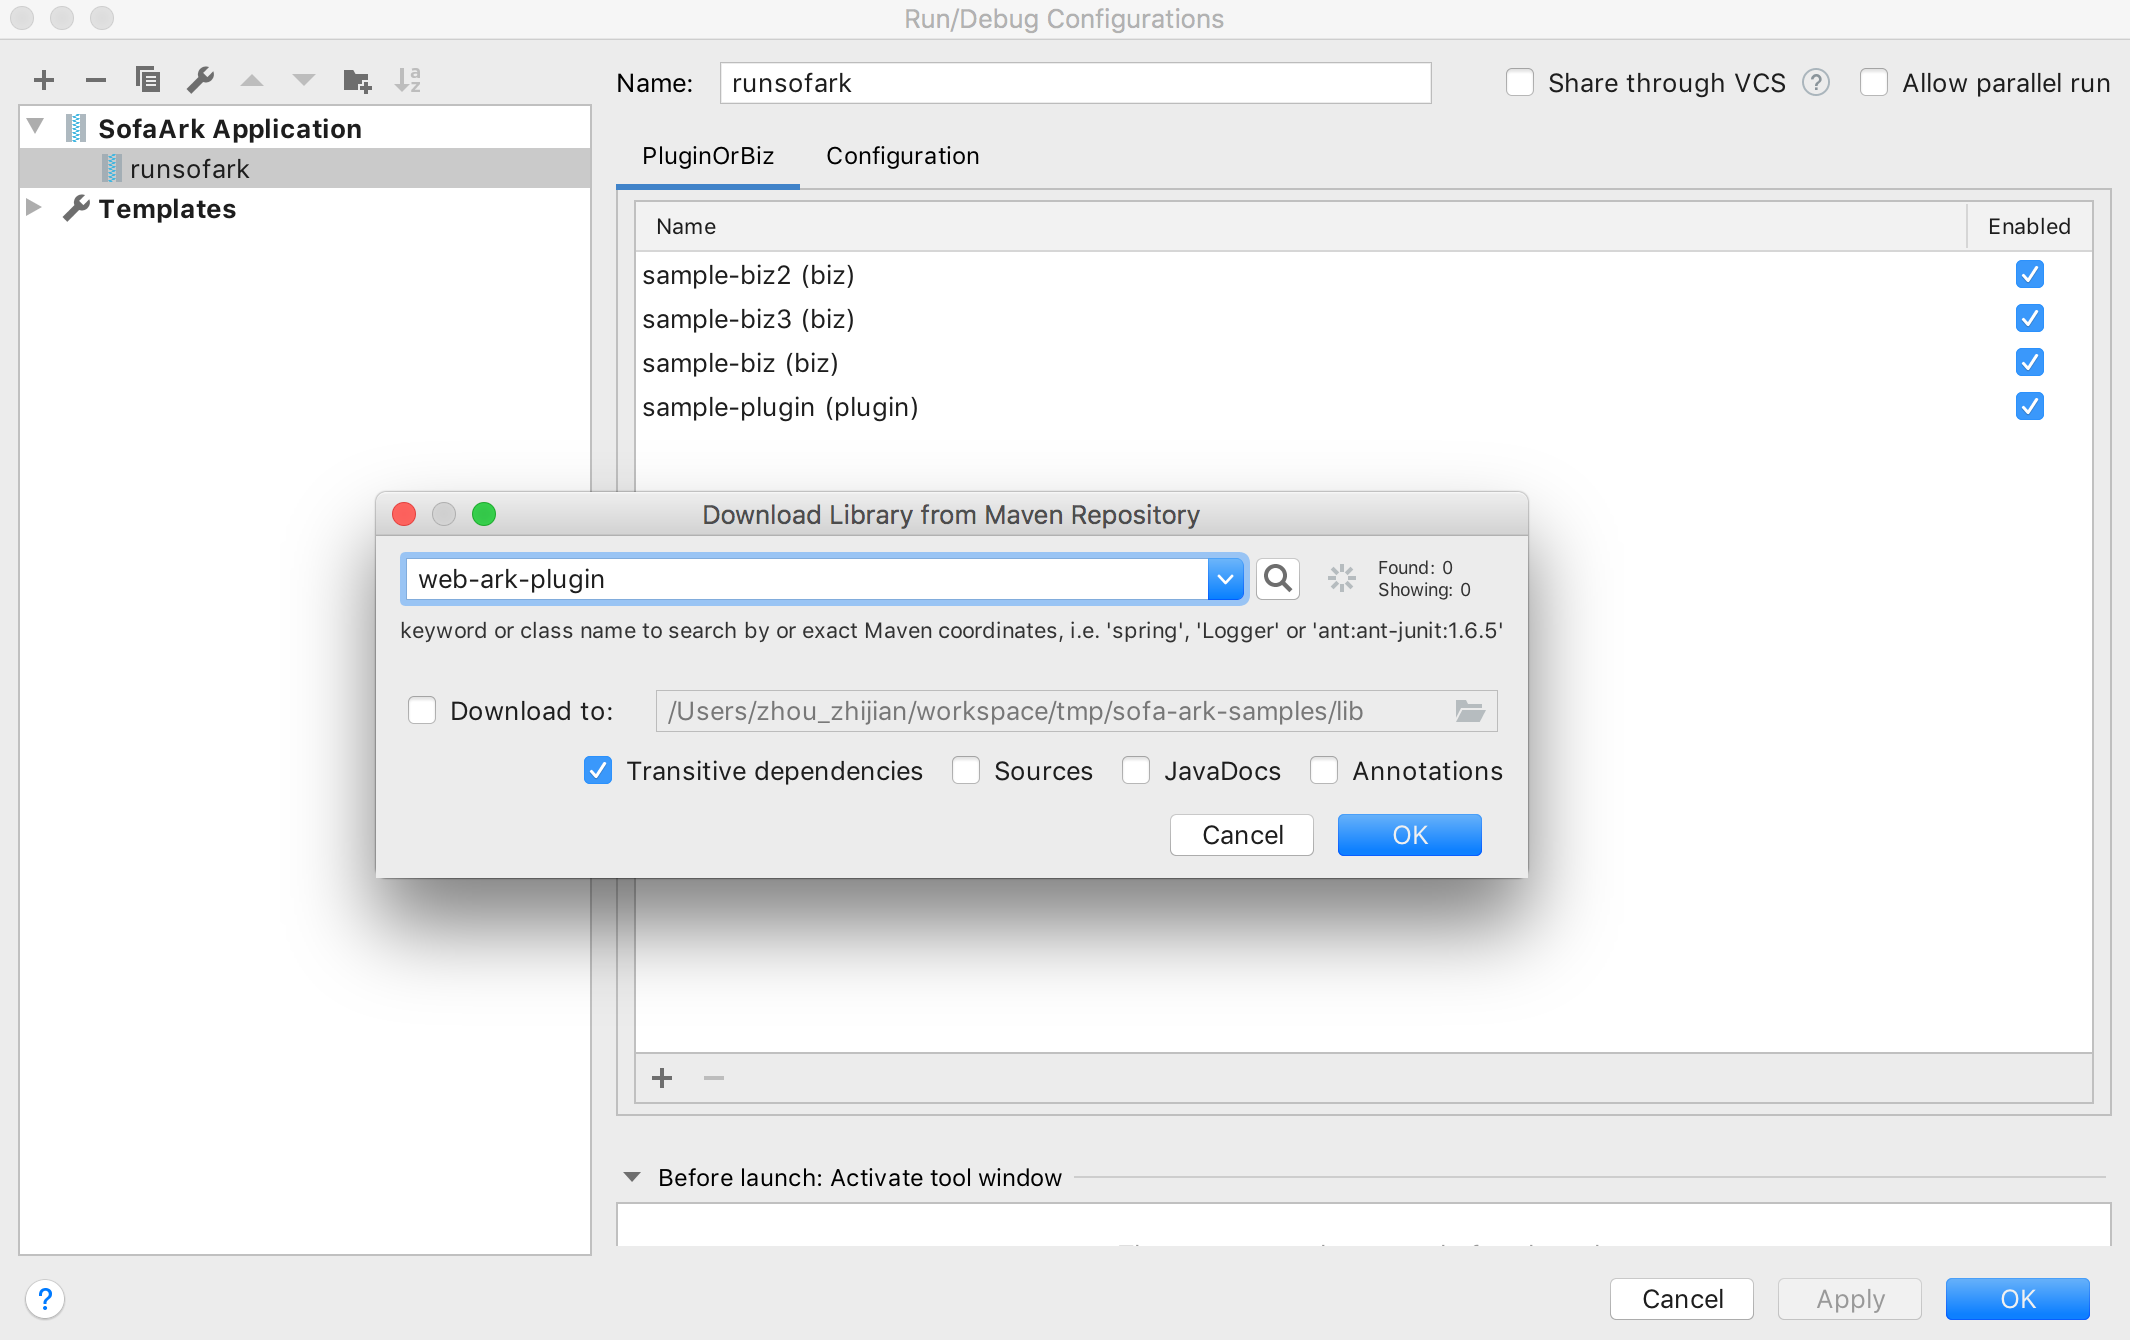 Run/Debug Configurations
Name: runsofark Share through VCS ? Allow parallel run
SofaArk Application
runsofark
Templates
PluginOrBiz Configuration
Name Enabled
sample-biz2 (biz)
sample-biz3 (biz)
sample-biz (biz)
sample-plugin (plugin)
Download Library from Maven Repository
web-ark-plugin
Found: 0
Showing: 0
keyword or class name to search by or exact Maven coordinates, i.e. 'spring', 'Logger' or 'ant:ant-junit:1.6.5'
Download to: /Users/zhou_zhijian/workspace/tmp/sofa-ark-samples/lib
Transitive dependencies Sources JavaDocs Annotations
Cancel OK
Before launch: Activate tool window
? Cancel Apply OK